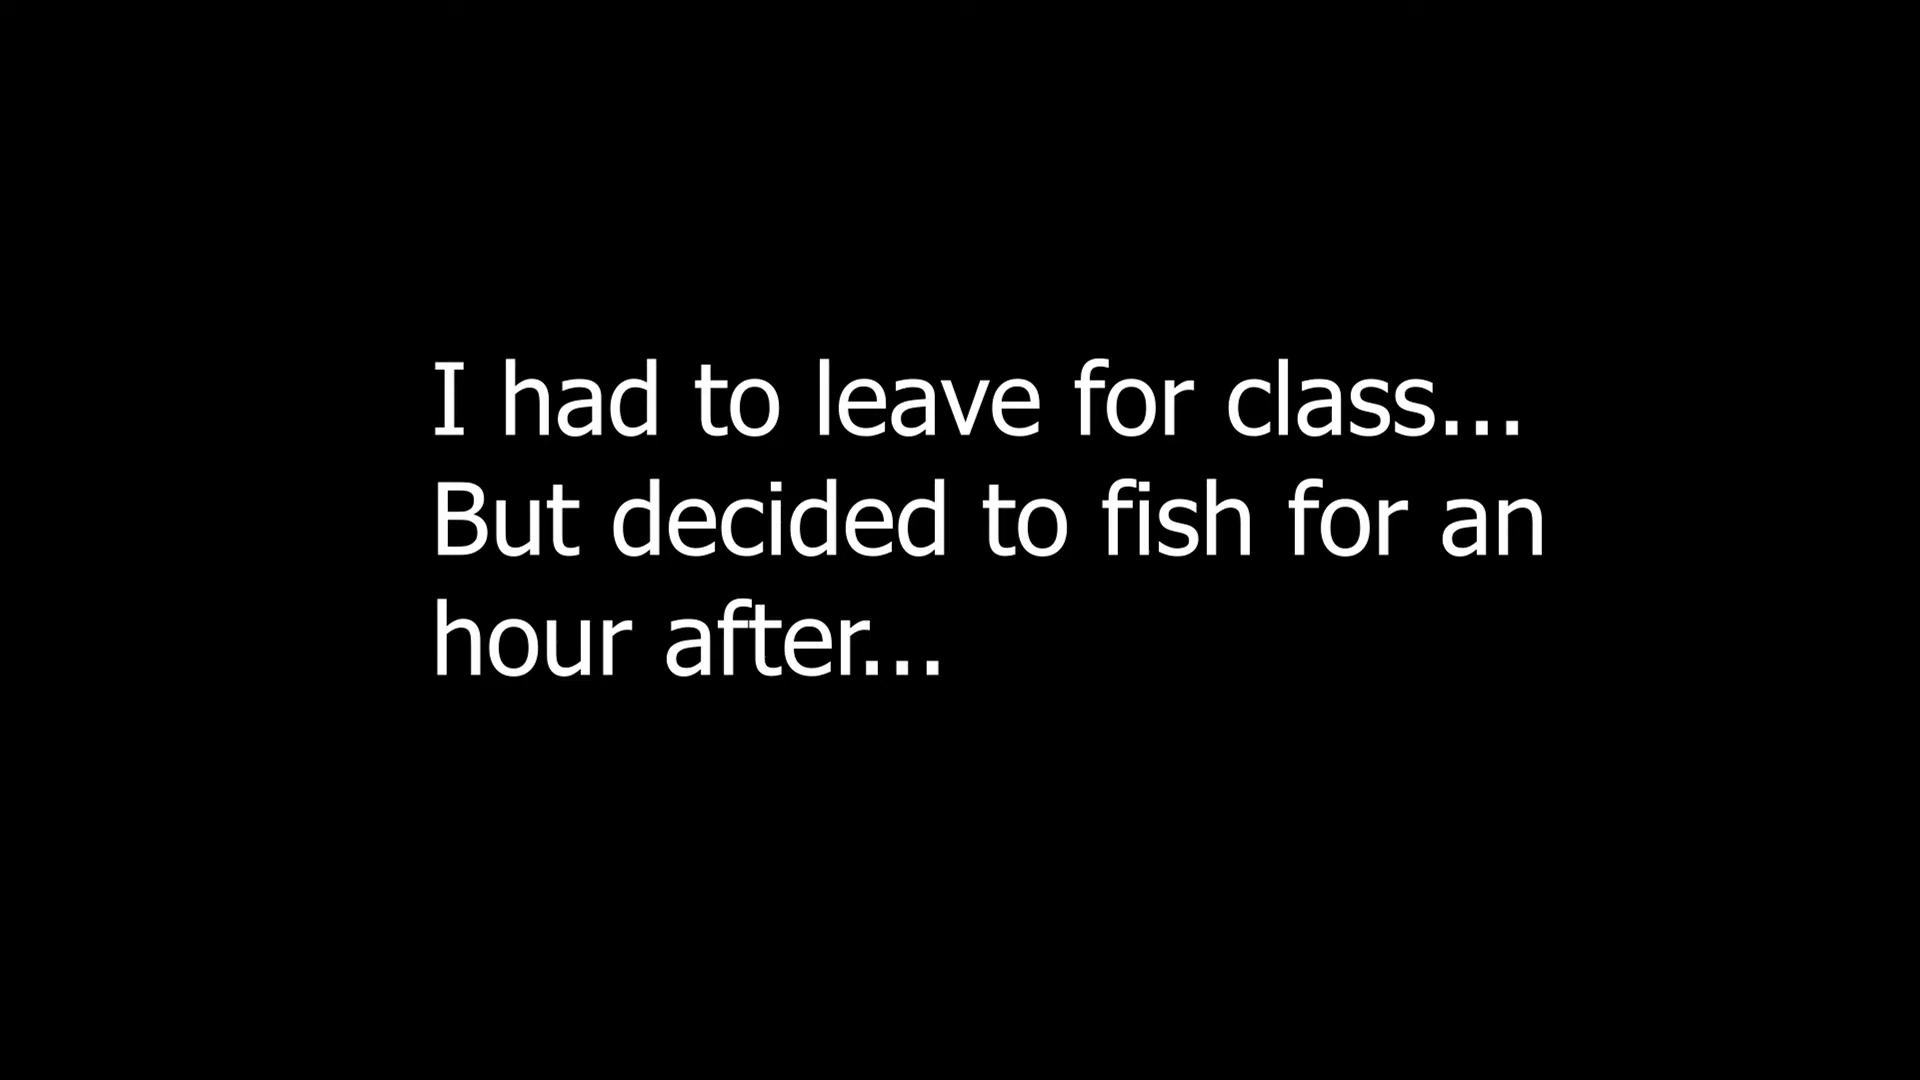 I had to leave for class...
But decided to fish for an
hour after...